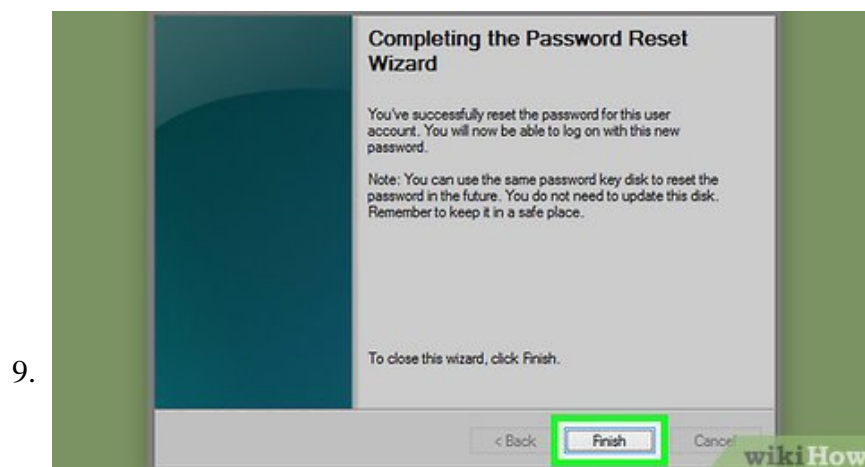 Completing the Password Reset
Wizard
You've successfully reset the password for this user
account. You will now be able to log on with this new
password.
Note: You can use the same password key disk to reset the
password in the future. You do not need to update this disk.
Remember to keep it in a safe place.
To close this wizard, click Finish.
9.
< Back Finish Cancel
wikiHow